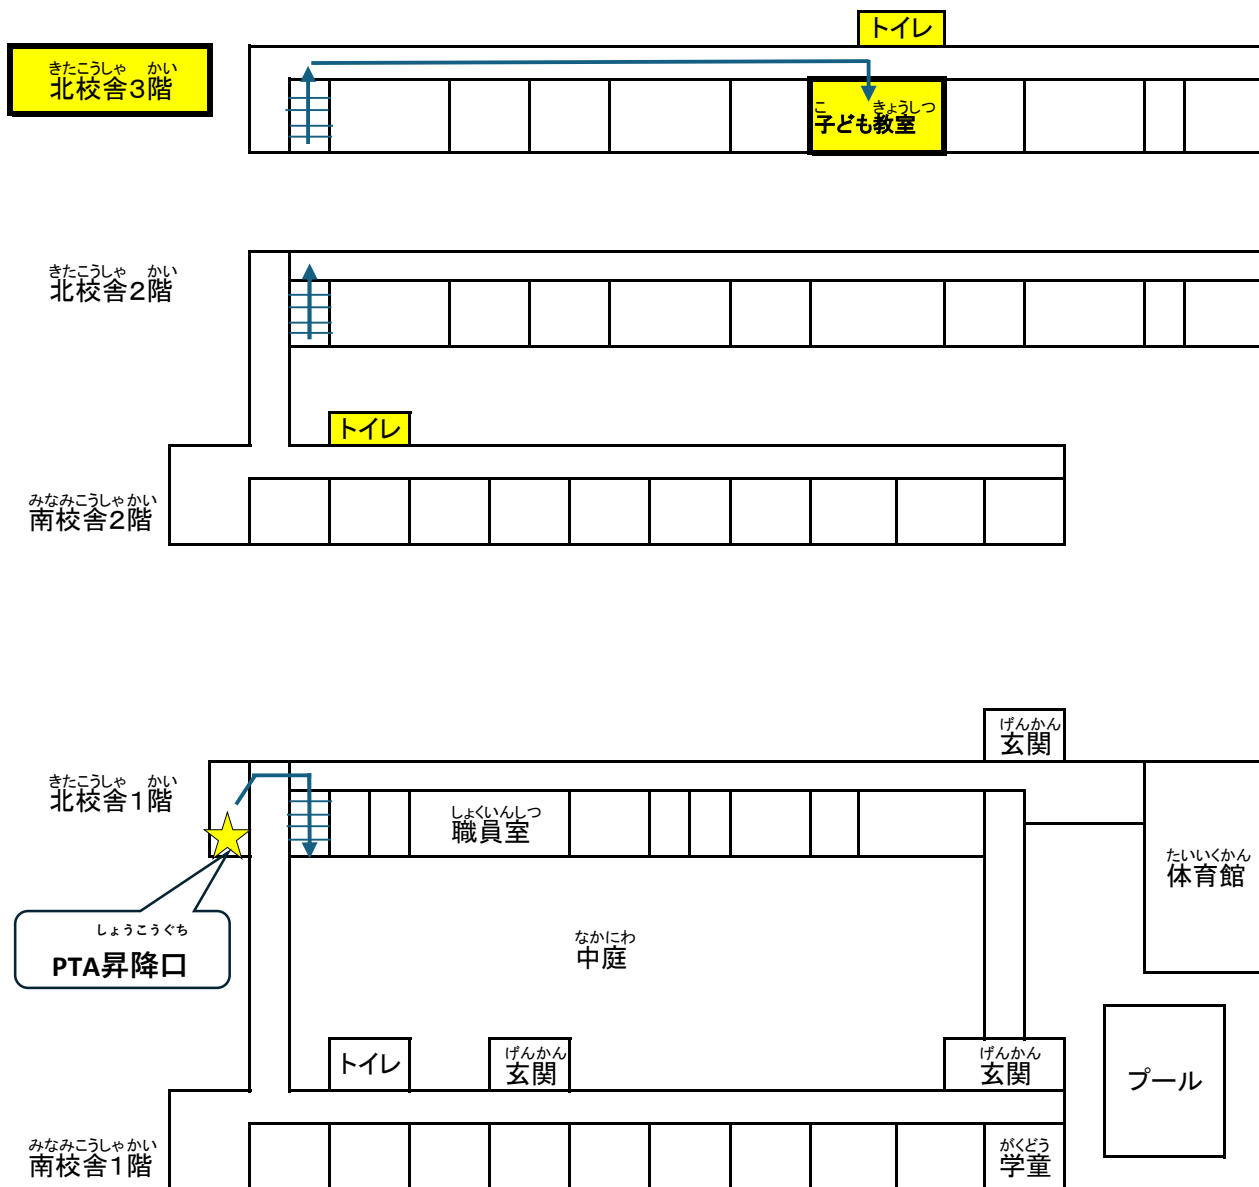 トイレ
きたこうしゃ かい
北校舎3階
こ きょうしつ
子ども教室
きたこうしゃ かい
北校舎2階
トイレ
みなみこうしゃかい
南校舎2階
げんかん
玄関
きたこうしゃ かい
北校舎1階
しょくいんしつ
職員室
たいいくかん
体育館
しょうこうぐち
PTA昇降口
なかにわ
中庭
トイレ
げんかん
玄関
げんかん
玄関
プール
みなみこうしゃかい
南校舎1階
がくどう
学童